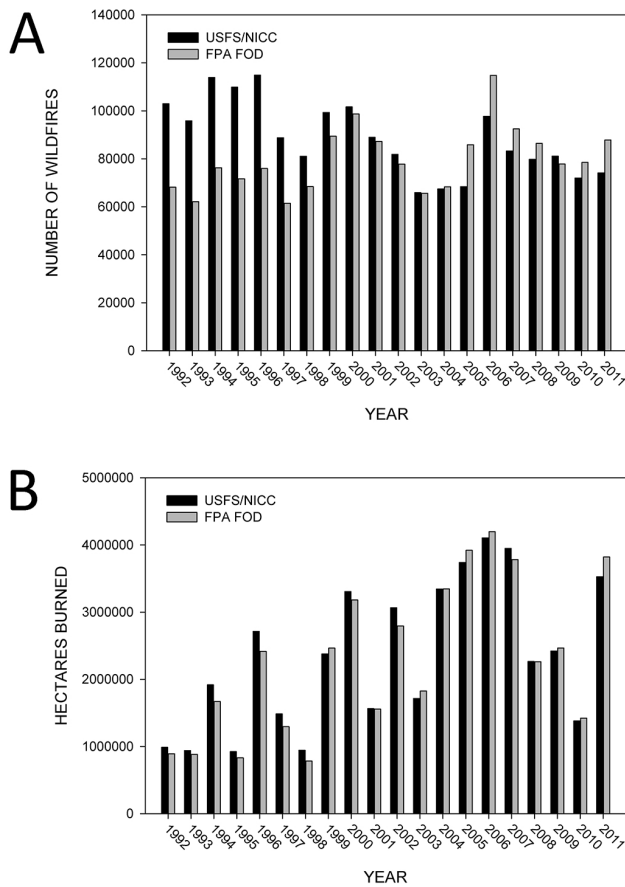 A
140000
120000
100000
80000
60000
40000
20000
0
NUMBER OF WILDFIRES
USFS/NICC
FPA FOD
1992 1993 1994 1995 1996 1997 1998 1999 2000 2001 2002 2003 2004 2005 2006 2007 2008 2009 2010 2011
YEAR
B
5000000
4000000
3000000
2000000
1000000
0
HECTARES BURNED
USFS/NICC
FPA FOD
1992 1993 1994 1995 1996 1997 1998 1999 2000 2001 2002 2003 2004 2005 2006 2007 2008 2009 2010 2011
YEAR